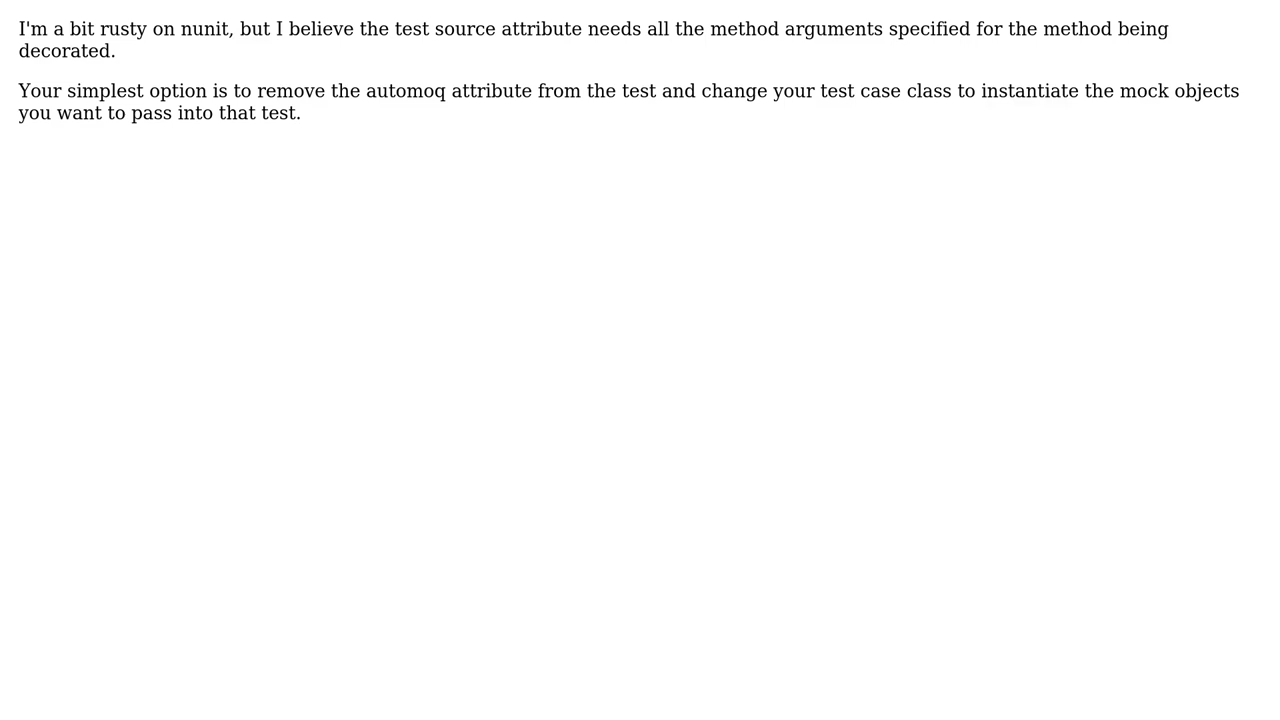 I'm a bit rusty on nunit, but I believe the test source attribute needs all the method arguments specified for the method being
decorated.
Your simplest option is to remove the automoq attribute from the test and change your test case class to instantiate the mock objects
you want to pass into that test.